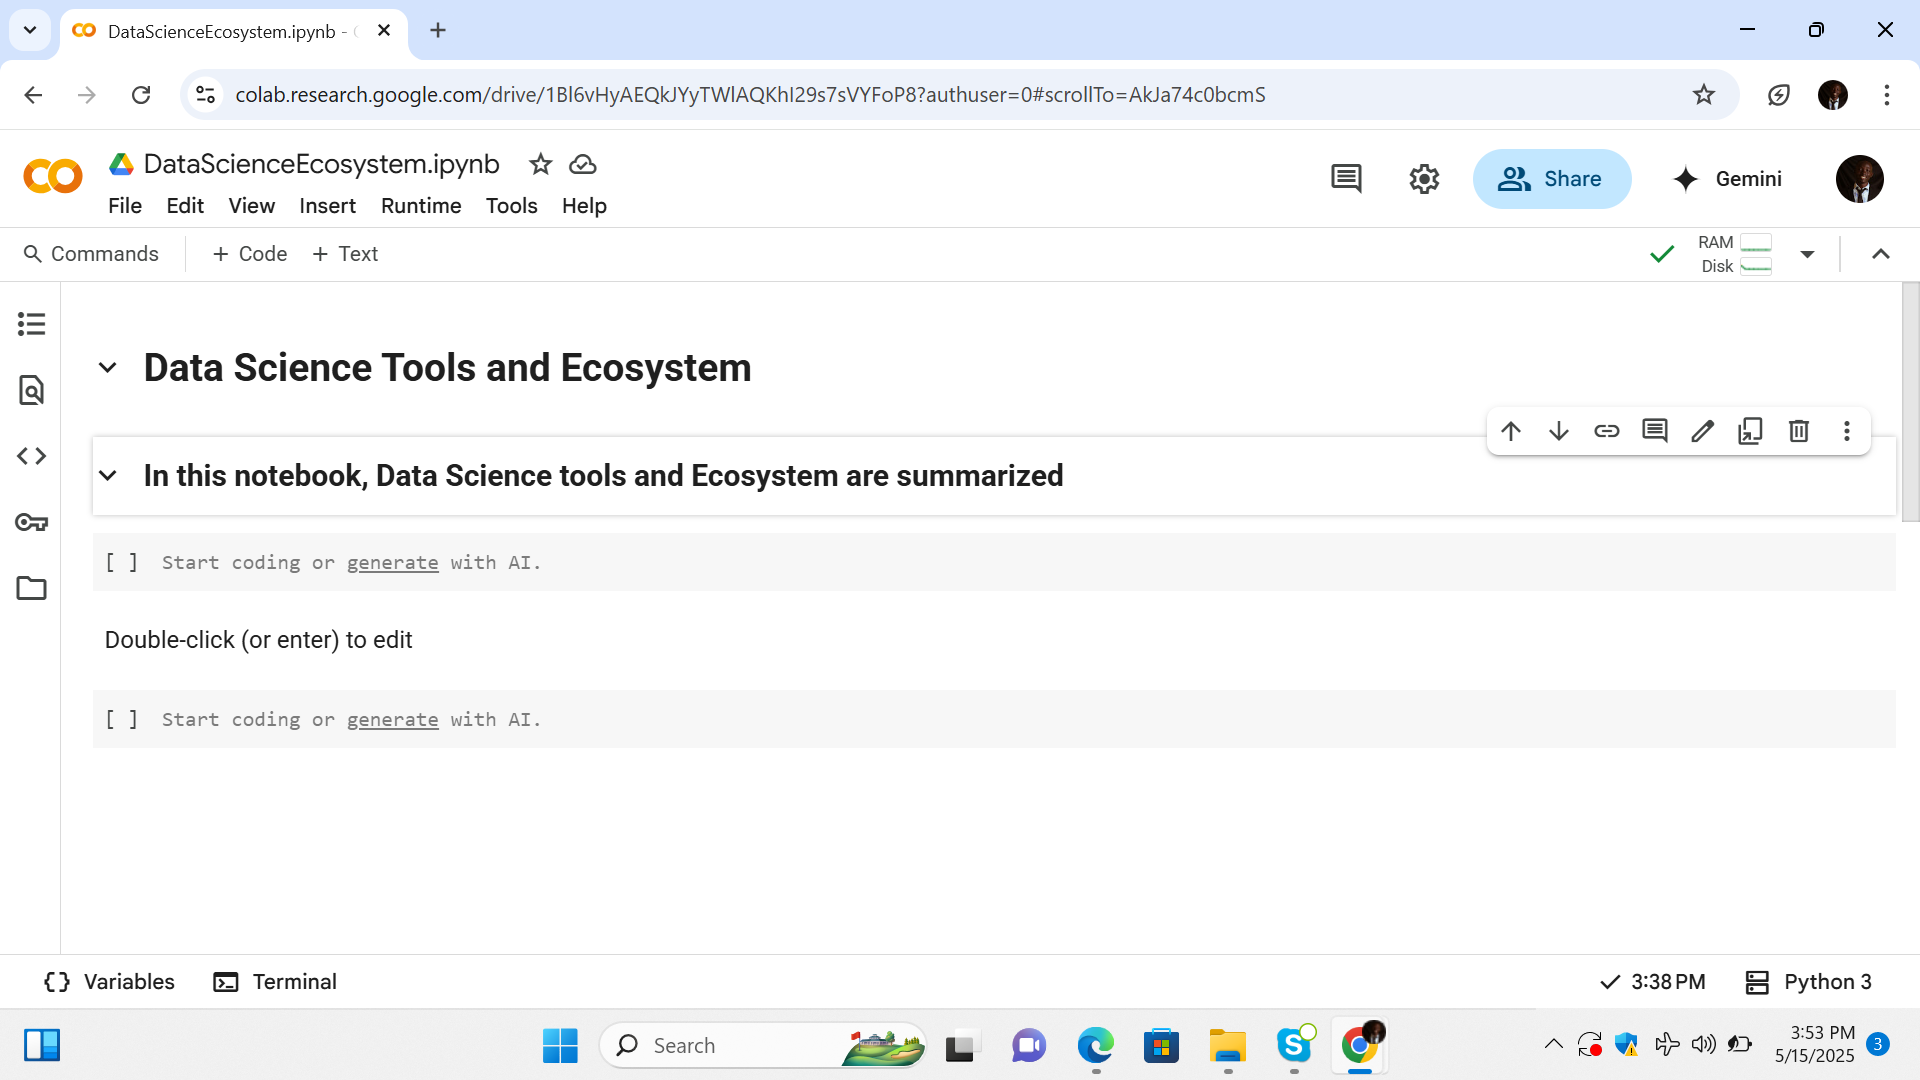 DataScienceEcosystem.ipynb -
colab.research.google.com/drive/1Bl6vHyAEQkJYyTWlAQKhI29s7sVYFoP8?authuser=0#scrollTo=AkJa74c0bcmS
DataScienceEcosystem.ipynb
File Edit View Insert Runtime Tools Help
Share
Gemini
Commands + Code + Text
RAM
Disk
Data Science Tools and Ecosystem
In this notebook, Data Science tools and Ecosystem are summarized
[ ] Start coding or generate with AI.
Double-click (or enter) to edit
[ ] Start coding or generate with AI.
Variables Terminal
3:38 PM Python 3
Search
3:53 PM
5/15/2025
3